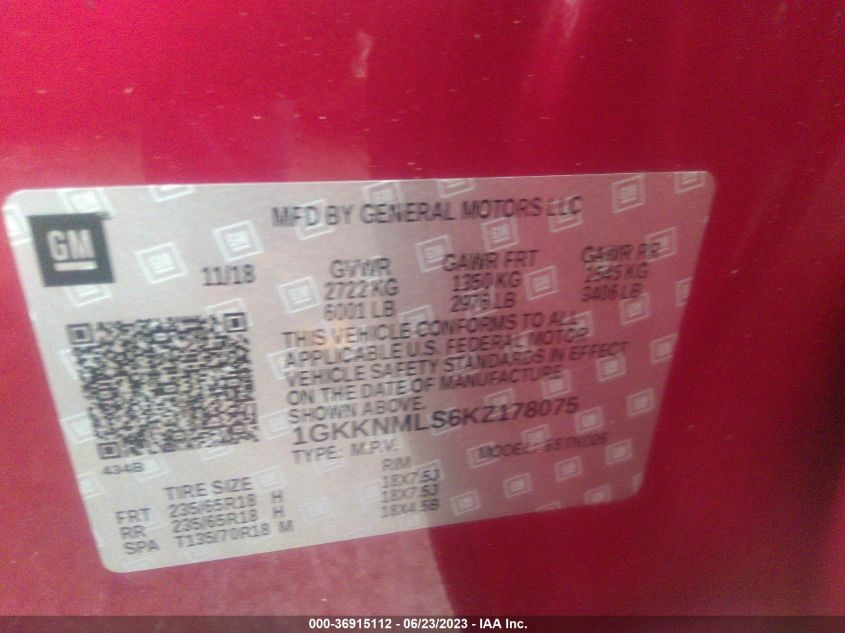 GM
MFD BY GENERAL MOTORS LLC
11/18
GVWR
2722 KG
6001 LB
GAWR FRT
1350 KG
2976 LB
GAWR RR
1545 KG
3406 LB
THIS VEHICLE CONFORMS TO ALL
APPLICABLE U.S. FEDERAL MOTOR
VEHICLE SAFETY STANDARDS IN EFFECT
ON THE DATE OF MANUFACTURE
SHOWN ABOVE.
1GKKNMLS6KZ178075
TYPE: M.P.V.
MODEL:
434B
TIRE SIZE
RIM
FRT 235/65R18 H 18X7.5J
RR 235/65R18 H 18X7.5J
SPA T135/70R18 M 18X4.5B
000-36915112 - 06/23/2023 - IAA Inc.